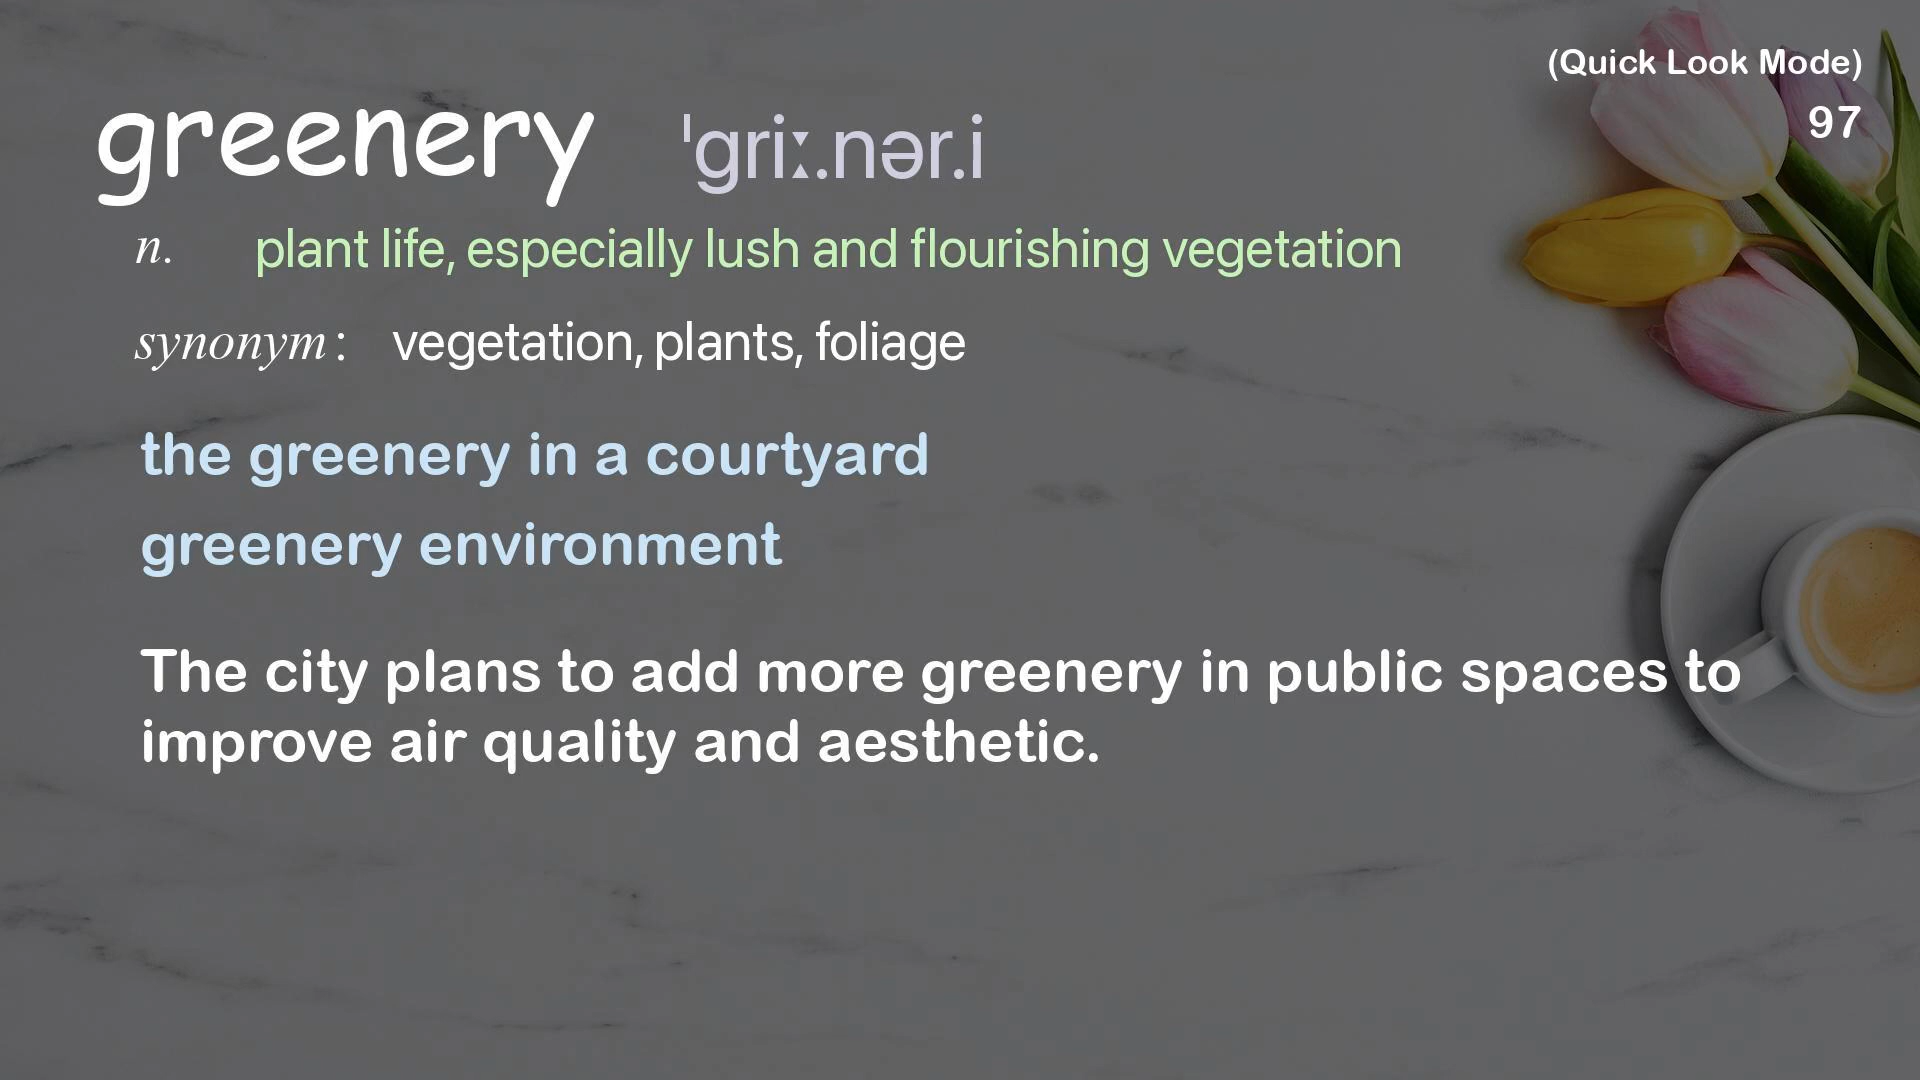 (Quick Look Mode)
97
greenery ˈɡriː.nər.i
n. plant life, especially lush and flourishing vegetation
synonym: vegetation, plants, foliage
the greenery in a courtyard
greenery environment
The city plans to add more greenery in public spaces to
improve air quality and aesthetic.